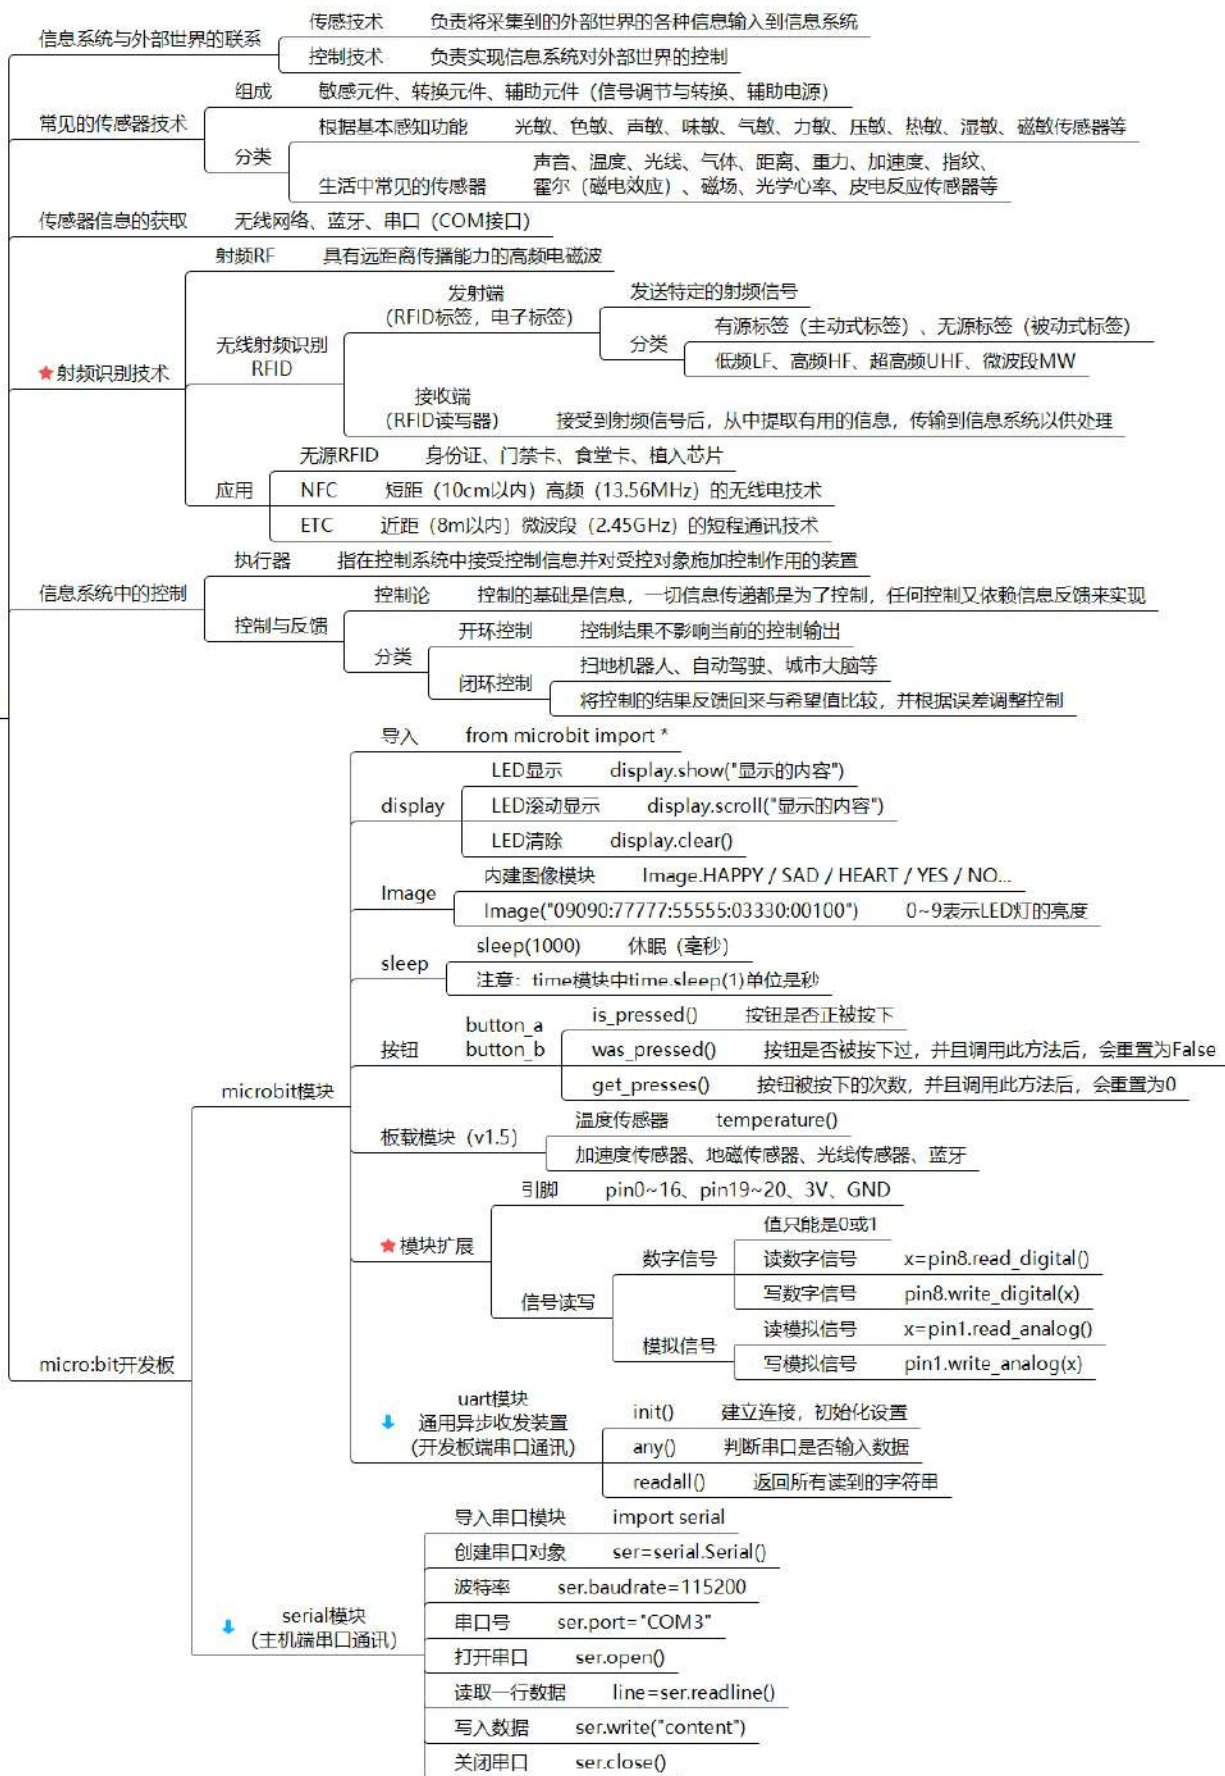 信息系统与外部世界的联系
传感技术 负责将采集到的外部世界的各种信息输入到信息系统
控制技术 负责实现信息系统对外部世界的控制
常见的传感器技术
组成 敏感元件、转换元件、辅助元件（信号调节与转换、辅助电源）
分类
根据基本感知功能 光敏、色敏、声敏、味敏、气敏、力敏、压敏、热敏、湿敏、磁敏传感器等
生活中常见的传感器
声音、温度、光线、气体、距离、重力、加速度、指纹、
霍尔（磁电效应）、磁场、光学心率、皮电反应传感器等
传感器信息的获取 无线网络、蓝牙、串口（COM接口）
射频识别技术
射频RF 具有远距离传播能力的高频电磁波
无线射频识别
RFID
发射端
（RFID标签，电子标签）
发送特定的射频信号
分类
有源标签（主动式标签）、无源标签（被动式标签）
低频LF、高频HF、超高频UHF、微波段MW
接收端
（RFID读写器） 接受到射频信号后，从中提取有用的信息，传输到信息系统以供处理
应用
无源RFID 身份证、门禁卡、食堂卡、植入芯片
NFC 短距（10cm以内）高频（13.56MHz）的无线电技术
ETC 近距（8m以内）微波段（2.45GHz）的短程通讯技术
信息系统中的控制
执行器 指在控制系统中接受控制信息并对受控对象施加控制作用的装置
控制与反馈
控制论 控制的基础是信息，一切信息传递都是为了控制，任何控制又依赖信息反馈来实现
分类
开环控制 控制结果不影响当前的控制输出
闭环控制
扫地机器人、自动驾驶、城市大脑等
将控制的结果反馈回来与希望值比较，并根据误差调整控制
micro:bit开发板
microbit模块
导入 from microbit import *
display
LED显示 display.show("显示的内容")
LED滚动显示 display.scroll("显示的内容")
LED清除 display.clear()
Image
内建图像模块 Image.HAPPY / SAD / HEART / YES / NO...
Image("09090:77777:55555:03330:00100") 0~9表示LED灯的亮度
sleep
sleep(1000) 休眠（毫秒）
注意：time模块中time.sleep(1)单位是秒
按钮
button_a
button_b
is_pressed() 按钮是否正被按下
was_pressed() 按钮是否被按下过，并且调用此方法后，会重置为False
get_presses() 按钮被按下的次数，并且调用此方法后，会重置为0
板载模块（v1.5）
温度传感器 temperature()
加速度传感器、地磁传感器、光线传感器、蓝牙
模块扩展
引脚 pin0~16、pin19~20、3V、GND
信号读写
数字信号
值只能是0或1
读数字信号 x=pin8.read_digital()
写数字信号 pin8.write_digital(x)
模拟信号
读模拟信号 x=pin1.read_analog()
写模拟信号 pin1.write_analog(x)
uart模块
通用异步收发装置
（开发板端串口通讯）
init() 建立连接，初始化设置
any() 判断串口是否输入数据
readall() 返回所有读到的字符串
serial模块
（主机端串口通讯）
导入串口模块 import serial
创建串口对象 ser=serial.Serial()
波特率 ser.baudrate=115200
串口号 ser.port="COM3"
打开串口 ser.open()
读取一行数据 line=ser.readline()
写入数据 ser.write("content")
关闭串口 ser.close()